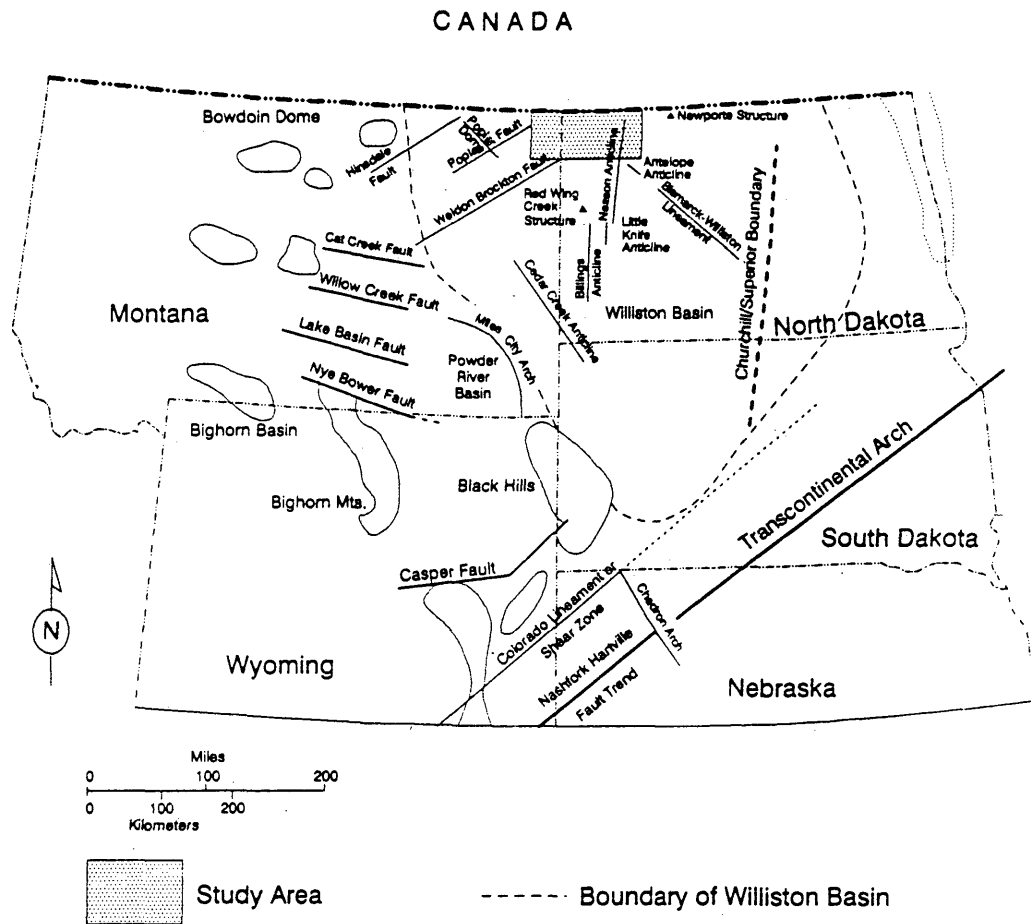 CANADA
Bowdoin Dome
Hinsdale
Fault
Poplar
Dome
Poplar Fault
Weldon Brockton Fault
Newporte Structure
Nesson Anticline
Antelope
Anticline
Bismarck-Williston
Lineament
Red Wing
Creek
Structure
Little
Knife
Anticline
Billings
Anticline
Cat Creek Fault
Willow Creek Fault
Lake Basin Fault
Nye Bower Fault
Montana
Cedar Creek Anticline
Williston Basin
Churchill/Superior Boundary
North Dakota
Miles City Arch
Powder
River
Basin
Bighorn Basin
Bighorn Mts.
Black Hills
Transcontinental Arch
South Dakota
Casper Fault
Colorado Lineament or
Shear Zone
Chadron Arch
Nashfork Hartville
Fault Trend
Wyoming
Nebraska
N
Miles
0 100 200
0 100 200
Kilometers
Study Area
Boundary of Williston Basin